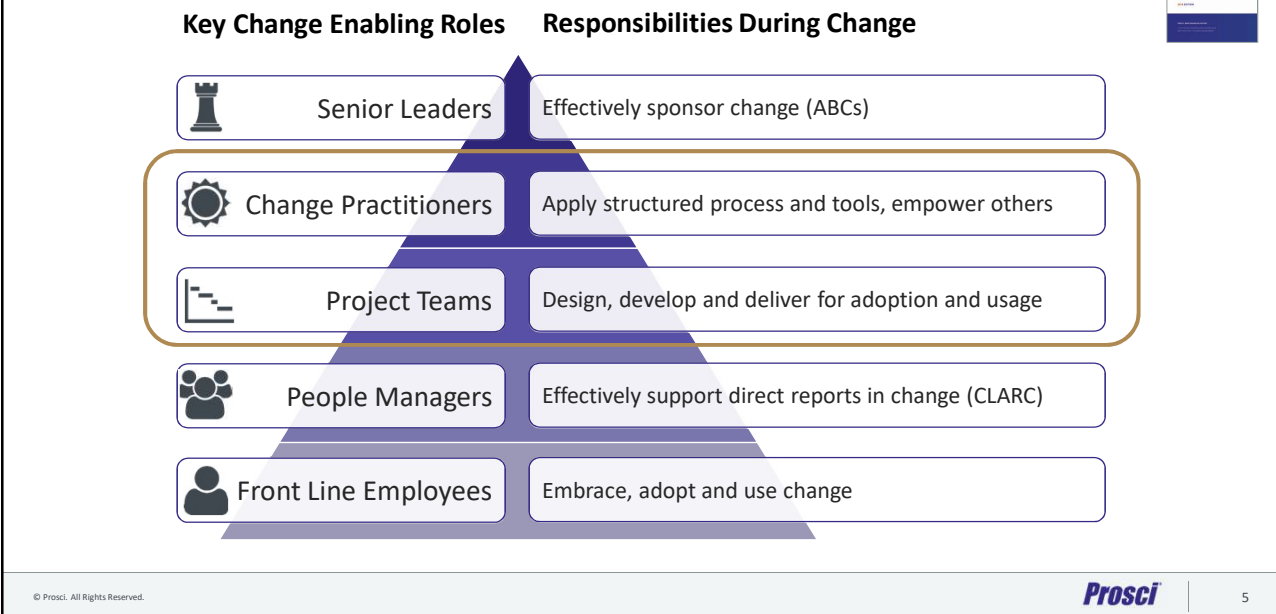 Key Change Enabling Roles
Responsibilities During Change
Senior Leaders
Effectively sponsor change (ABCs)
Change Practitioners
Apply structured process and tools, empower others
Project Teams
Design, develop and deliver for adoption and usage
People Managers
Effectively support direct reports in change (CLARC)
Front Line Employees
Embrace, adopt and use change
© Prosci. All Rights Reserved.
Prosci
5